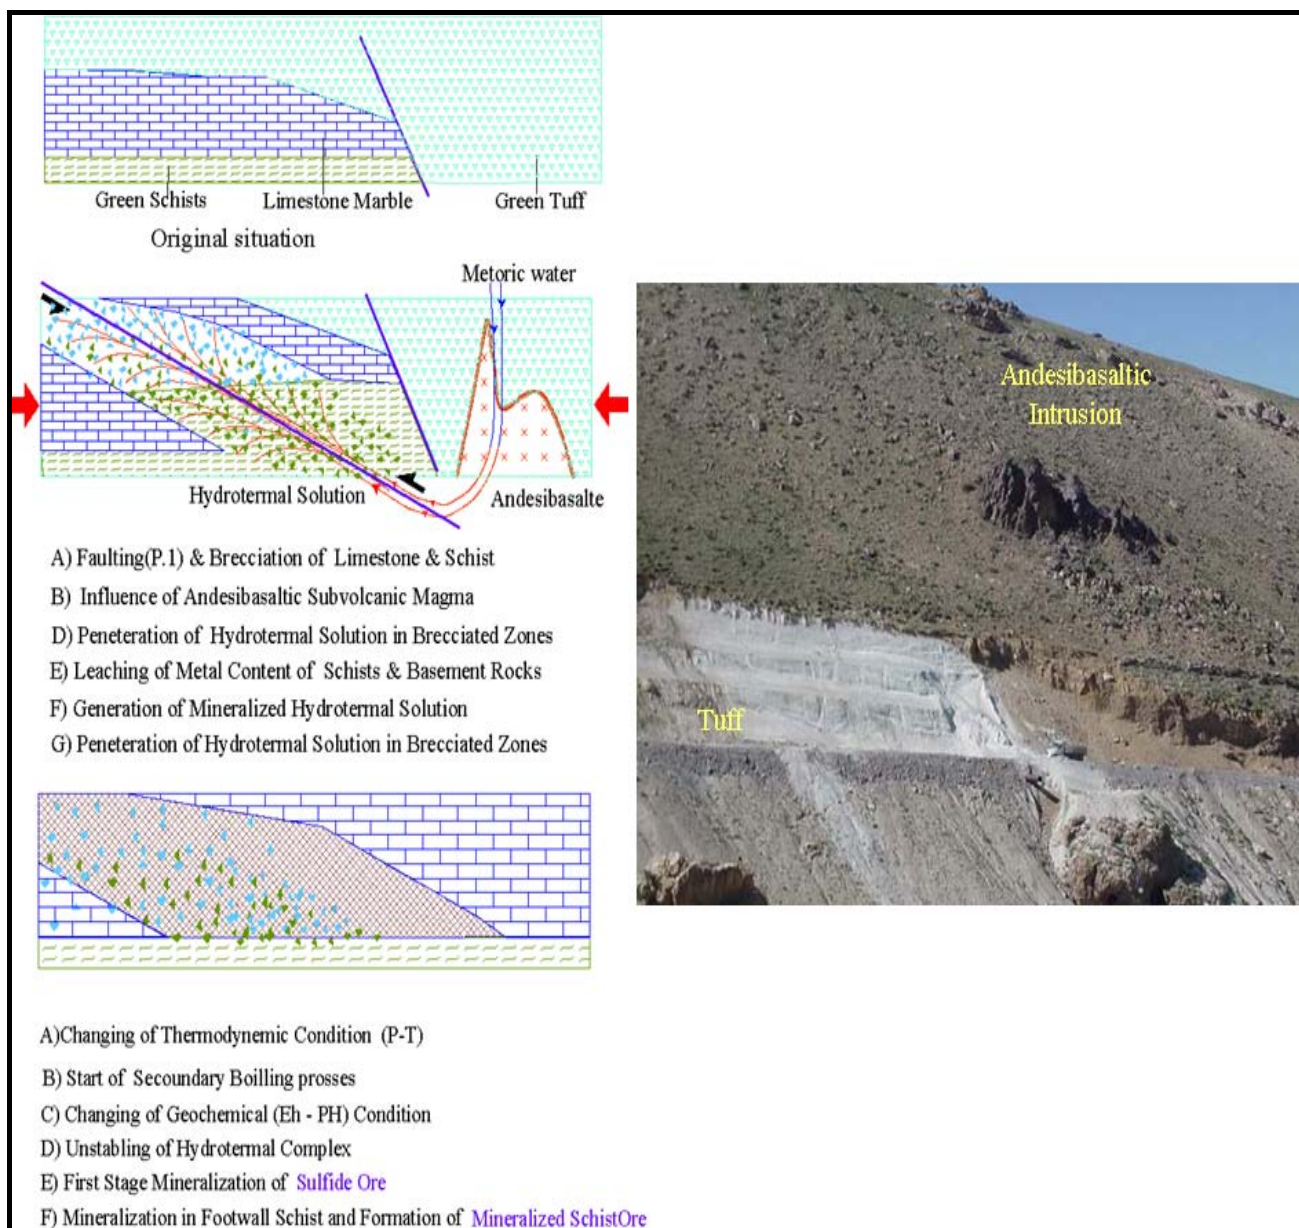 Green Schists Limestone Marble Green Tuff
Original situation
Metoric water
Hydrotermal Solution Andesibasalte
A) Faulting(P.1) & Brecciation of Limestone & Schist
B) Influence of Andesibasaltic Subvolcanic Magma
D) Peneteration of Hydrotermal Solution in Brecciated Zones
E) Leaching of Metal Content of Schists & Basement Rocks
F) Generation of Mineralized Hydrotermal Solution
G) Peneteration of Hydrotermal Solution in Brecciated Zones
A)Changing of Thermodynemic Condition (P-T)
B) Start of Secoundary Boilling prosses
C) Changing of Geochemical (Eh - PH) Condition
D) Unstabling of Hydrotermal Complex
E) First Stage Mineralization of Sulfide Ore
F) Mineralization in Footwall Schist and Formation of Mineralized SchistOre
Andesibasaltic
Intrusion
Tuff